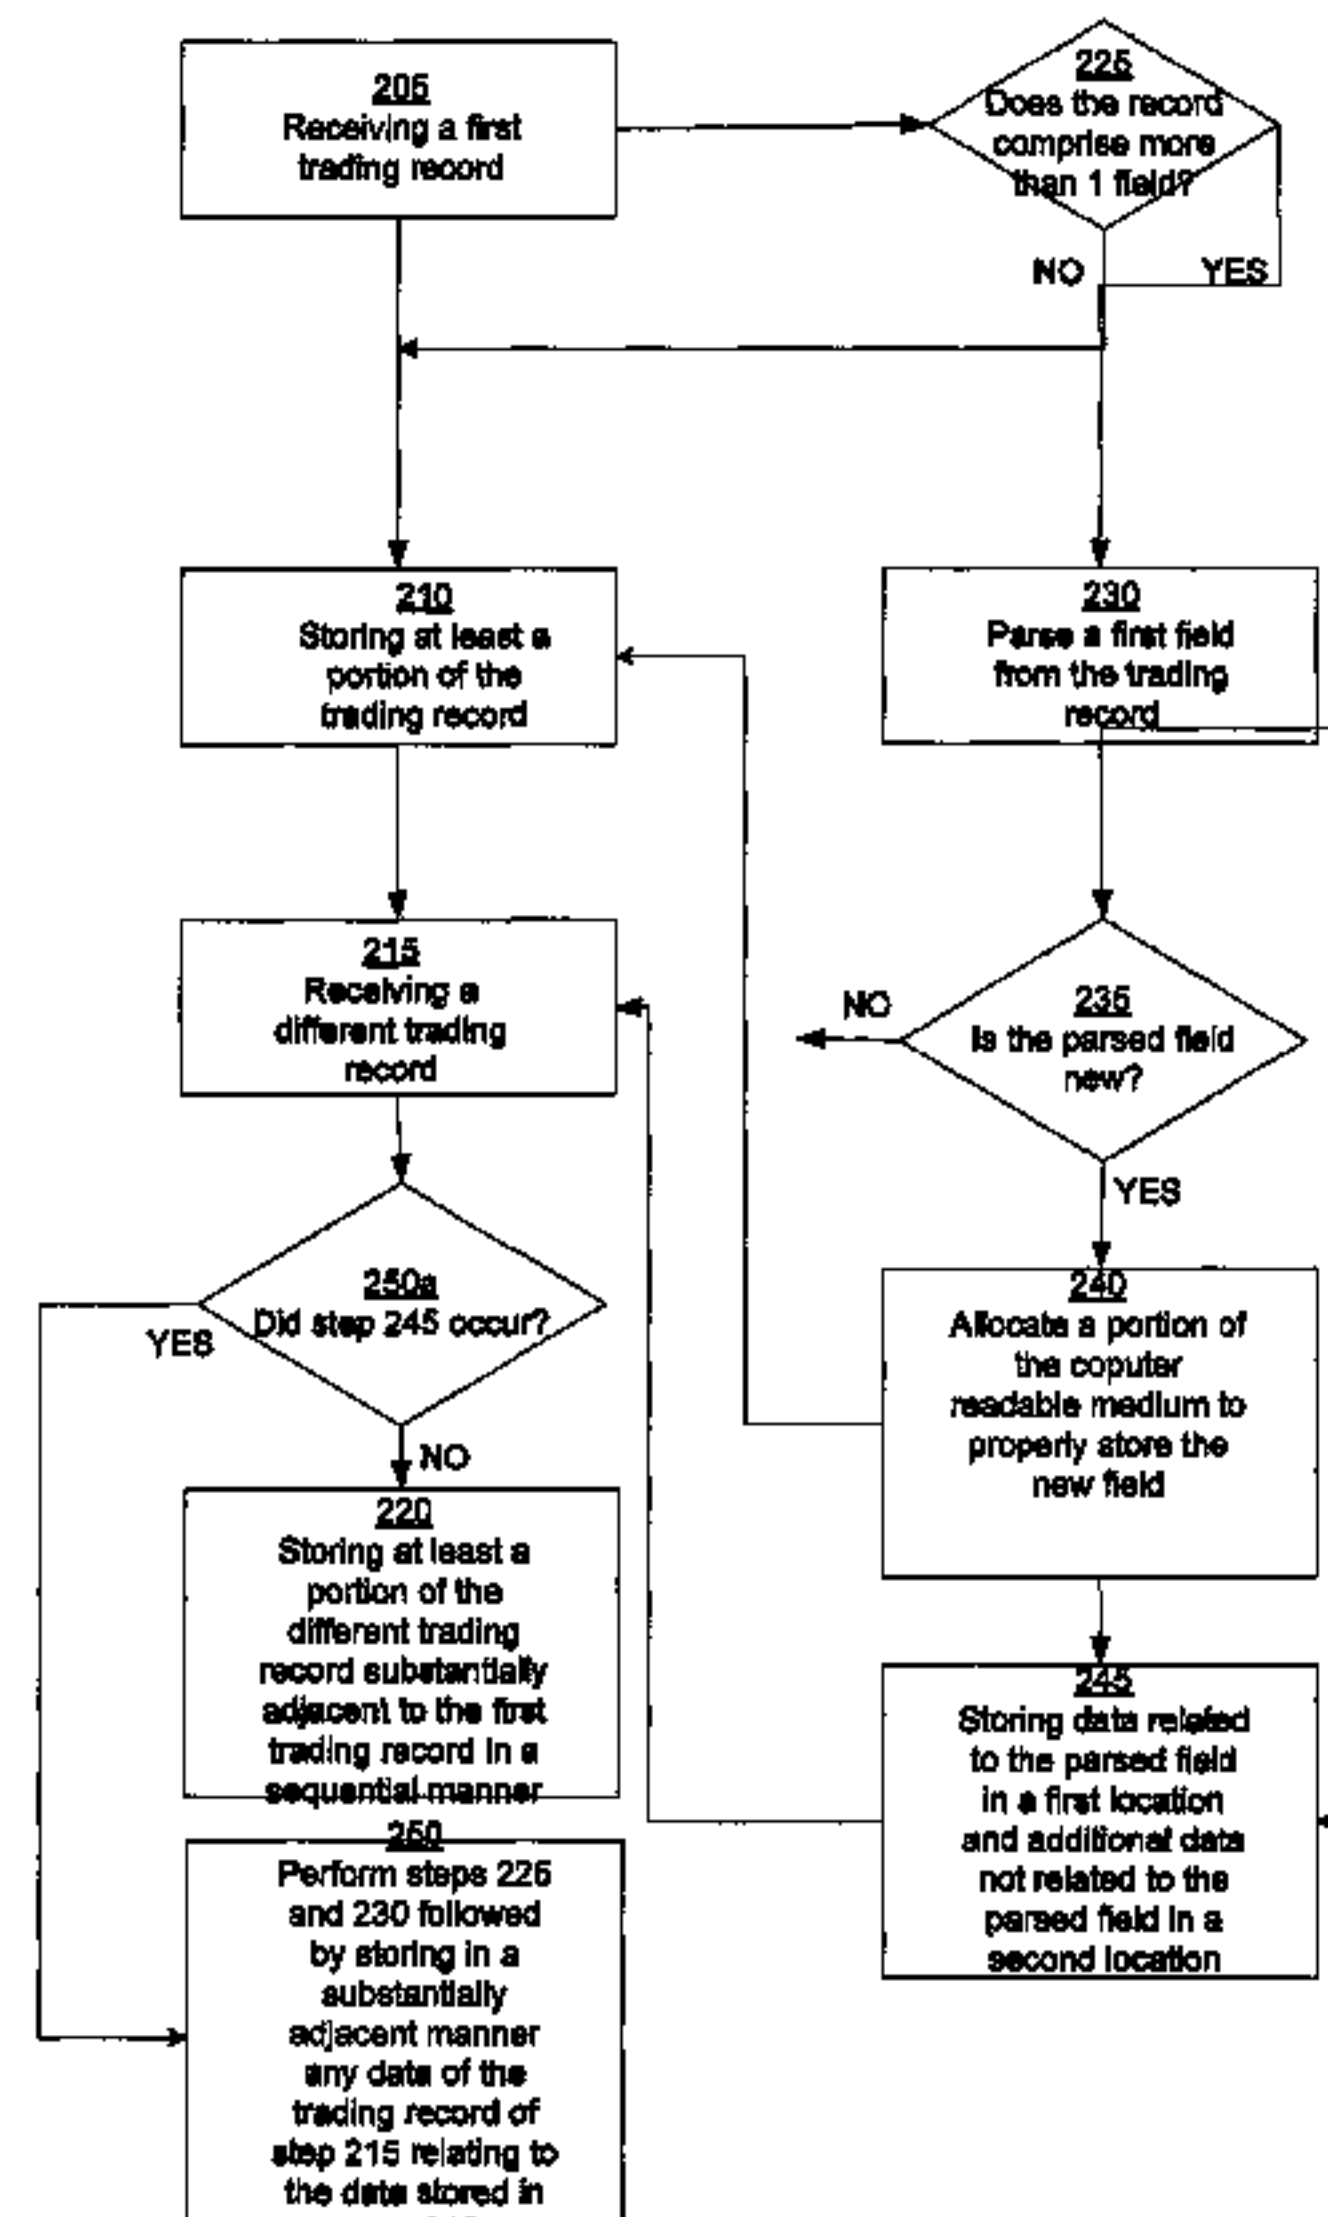 205
Receiving a first
trading record
225
Does the record
comprise more
than 1 field?
NO
YES
210
Storing at least a
portion of the
trading record
230
Parse a first field
from the trading
record
215
Receiving a
different trading
record
NO
235
Is the parsed field
new?
YES
250a
Did step 245 occur?
YES
NO
240
Allocate a portion of
the coputer
readable medium to
properly store the
new field
220
Storing at least a
portion of the
different trading
record substantially
adjacent to the first
trading record in a
sequential manner
245
Storing data related
to the parsed field
in a first location
and additional data
not related to the
parsed field in a
second location
250
Perform steps 225
and 230 followed
by storing in a
substantially
adjacent manner
any data of the
trading record of
step 215 relating to
the data stored in